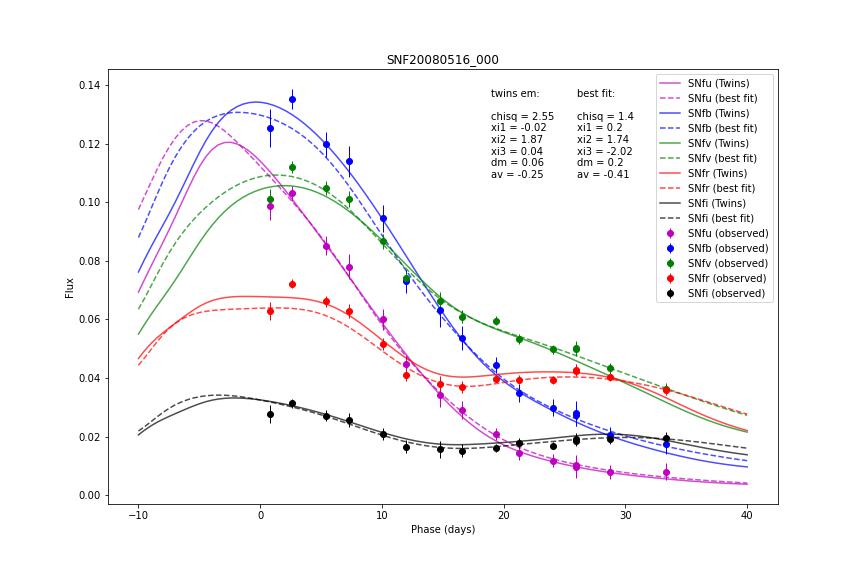 SNF20080516_000
twins em:
chisq = 2.55
xi1 = -0.02
xi2 = 1.87
xi3 = 0.04
dm = 0.06
av = -0.25
best fit:
chisq = 1.4
xi1 = 0.2
xi2 = 1.74
xi3 = -2.02
dm = 0.2
av = -0.41
SNfu (Twins)
SNfu (best fit)
SNfb (Twins)
SNfb (best fit)
SNfv (Twins)
SNfv (best fit)
SNfr (Twins)
SNfr (best fit)
SNfi (Twins)
SNfi (best fit)
SNfu (observed)
SNfb (observed)
SNfv (observed)
SNfr (observed)
SNfi (observed)
Flux
0.14
0.12
0.10
0.08
0.06
0.04
0.02
0.00
−10
0
10
20
30
40
Phase (days)